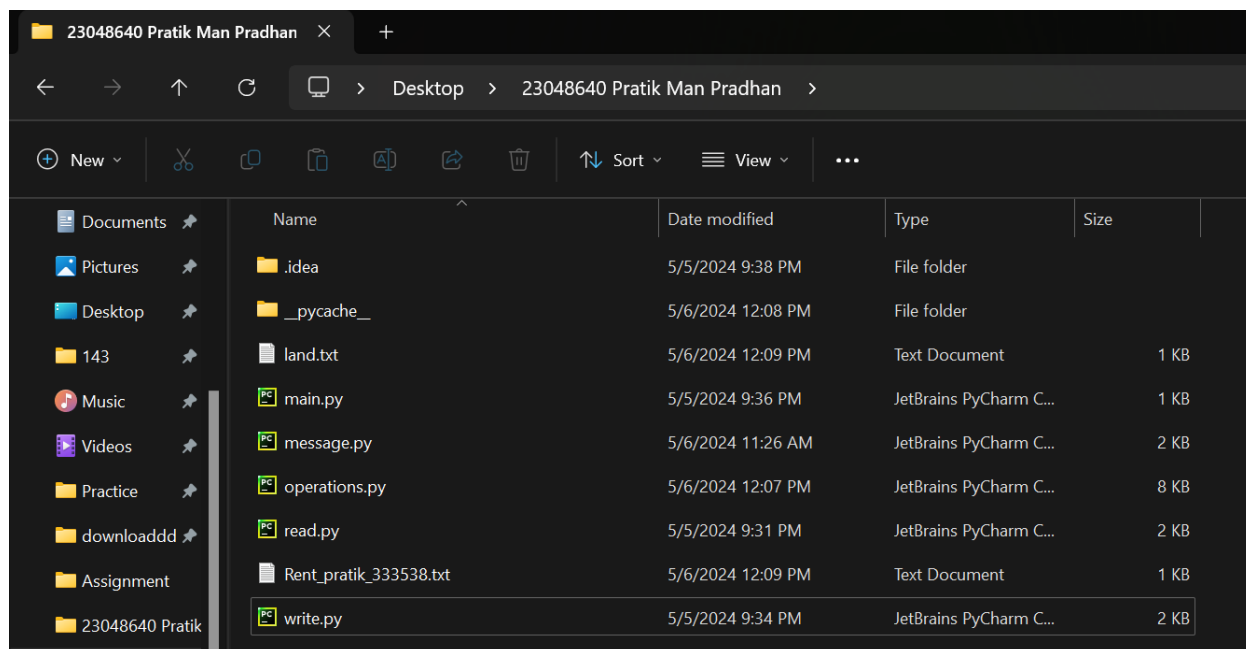 23048640 Pratik Man Pradhan
Desktop 23048640 Pratik Man Pradhan
New Sort View
Name Date modified Type Size
Documents
Pictures
Desktop
143
Music
Videos
Practice
downloaddd
Assignment
23048640 Pratik
.idea 5/5/2024 9:38 PM File folder
__pycache__ 5/6/2024 12:08 PM File folder
land.txt 5/6/2024 12:09 PM Text Document 1 KB
main.py 5/5/2024 9:36 PM JetBrains PyCharm C... 1 KB
message.py 5/6/2024 11:26 AM JetBrains PyCharm C... 2 KB
operations.py 5/6/2024 12:07 PM JetBrains PyCharm C... 8 KB
read.py 5/5/2024 9:31 PM JetBrains PyCharm C... 2 KB
Rent_pratik_333538.txt 5/6/2024 12:09 PM Text Document 1 KB
write.py 5/5/2024 9:34 PM JetBrains PyCharm C... 2 KB